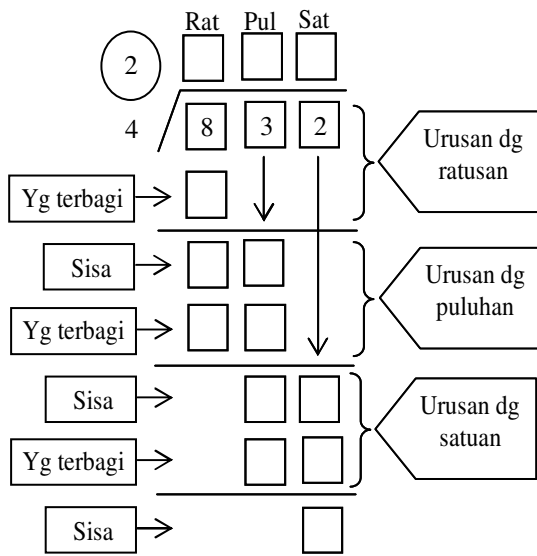 Rat Pul Sat
2
4 8 3 2
Urusan dg
ratusan
Yg terbagi
Sisa
Urusan dg
puluhan
Yg terbagi
Sisa
Urusan dg
satuan
Yg terbagi
Sisa